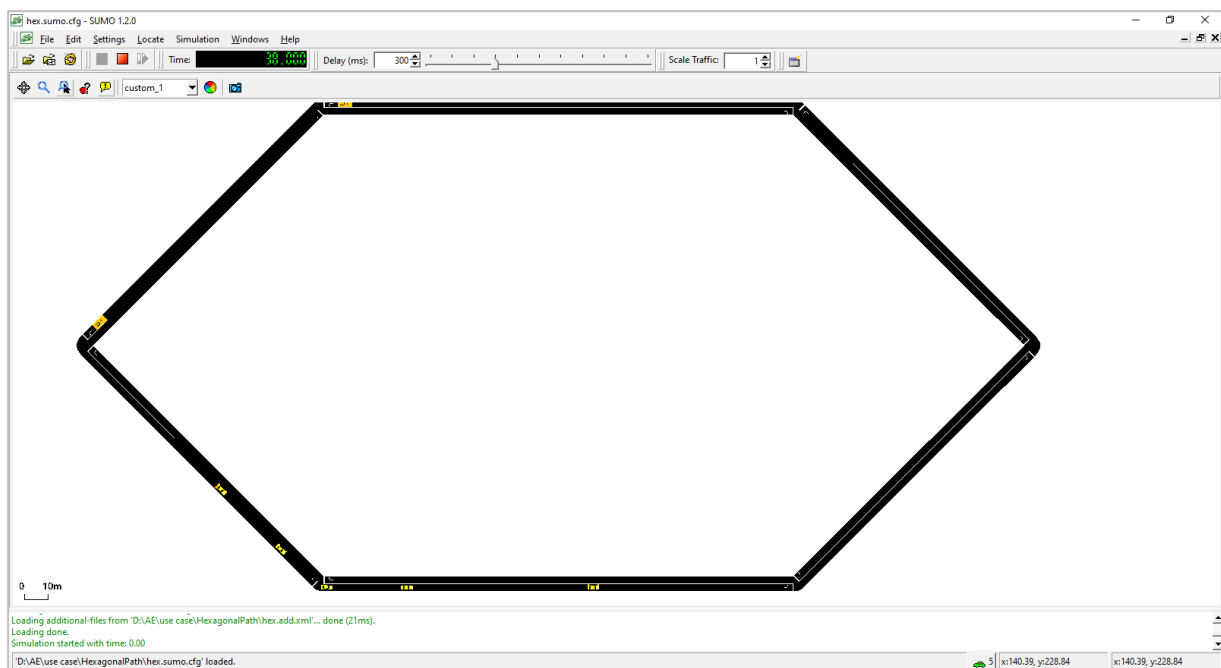 hex.sumo.cfg - SUMO 1.2.0
File Edit Settings Locate Simulation Windows Help
Time: 38.000 Delay (ms): 300 Scale Traffic: 1
custom_1
0 10m
Loading additional-files from 'D:\AE\use case\HexagonalPath\hex.add.xml'... done (21ms).
Loading done.
Simulation started with time: 0.00
'D:\AE\use case\HexagonalPath\hex.sumo.cfg' loaded. 5 x:140.39, y:228.84 x:140.39, y:228.84